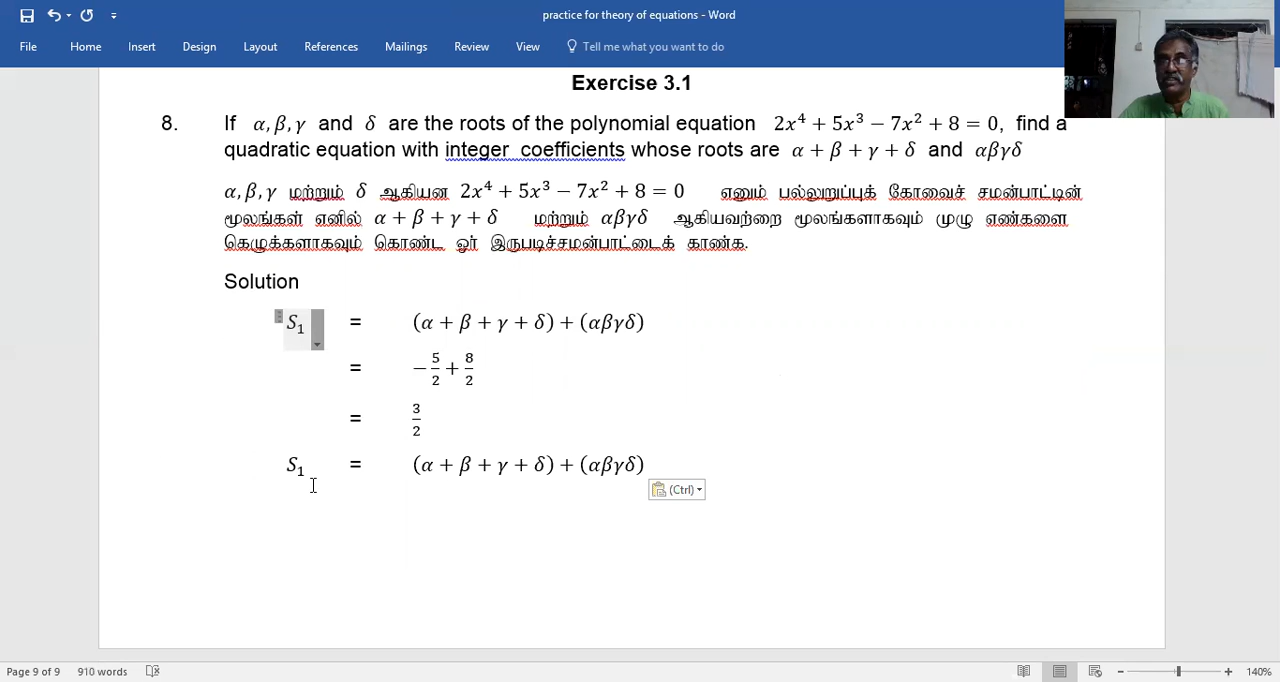 practice for theory of equations - Word
File Home Insert Design Layout References Mailings Review View Tell me what you want to do
Exercise 3.1
8. If α, β, γ and δ are the roots of the polynomial equation 2x⁴ + 5x³ − 7x² + 8 = 0, find a
quadratic equation with integer coefficients whose roots are α + β + γ + δ and αβγδ
α, β, γ மற்றும் δ ஆகியன 2x⁴ + 5x³ − 7x² + 8 = 0 எனும் பல்லுறுப்புக் கோவைச் சமன்பாட்டின்
மூலங்கள் எனில் α + β + γ + δ மற்றும் αβγδ ஆகியவற்றை மூலங்களாகவும் முழு எண்களை
கெழுக்களாகவும் கொண்ட ஓர் இருபடிச்சமன்பாட்டைக் காண்க.
Solution
S₁ = (α + β + γ + δ) + (αβγδ)
= −5/2 + 8/2
= 3/2
S₁ = (α + β + γ + δ) + (αβγδ)
(Ctrl)
Page 9 of 9 910 words 140%